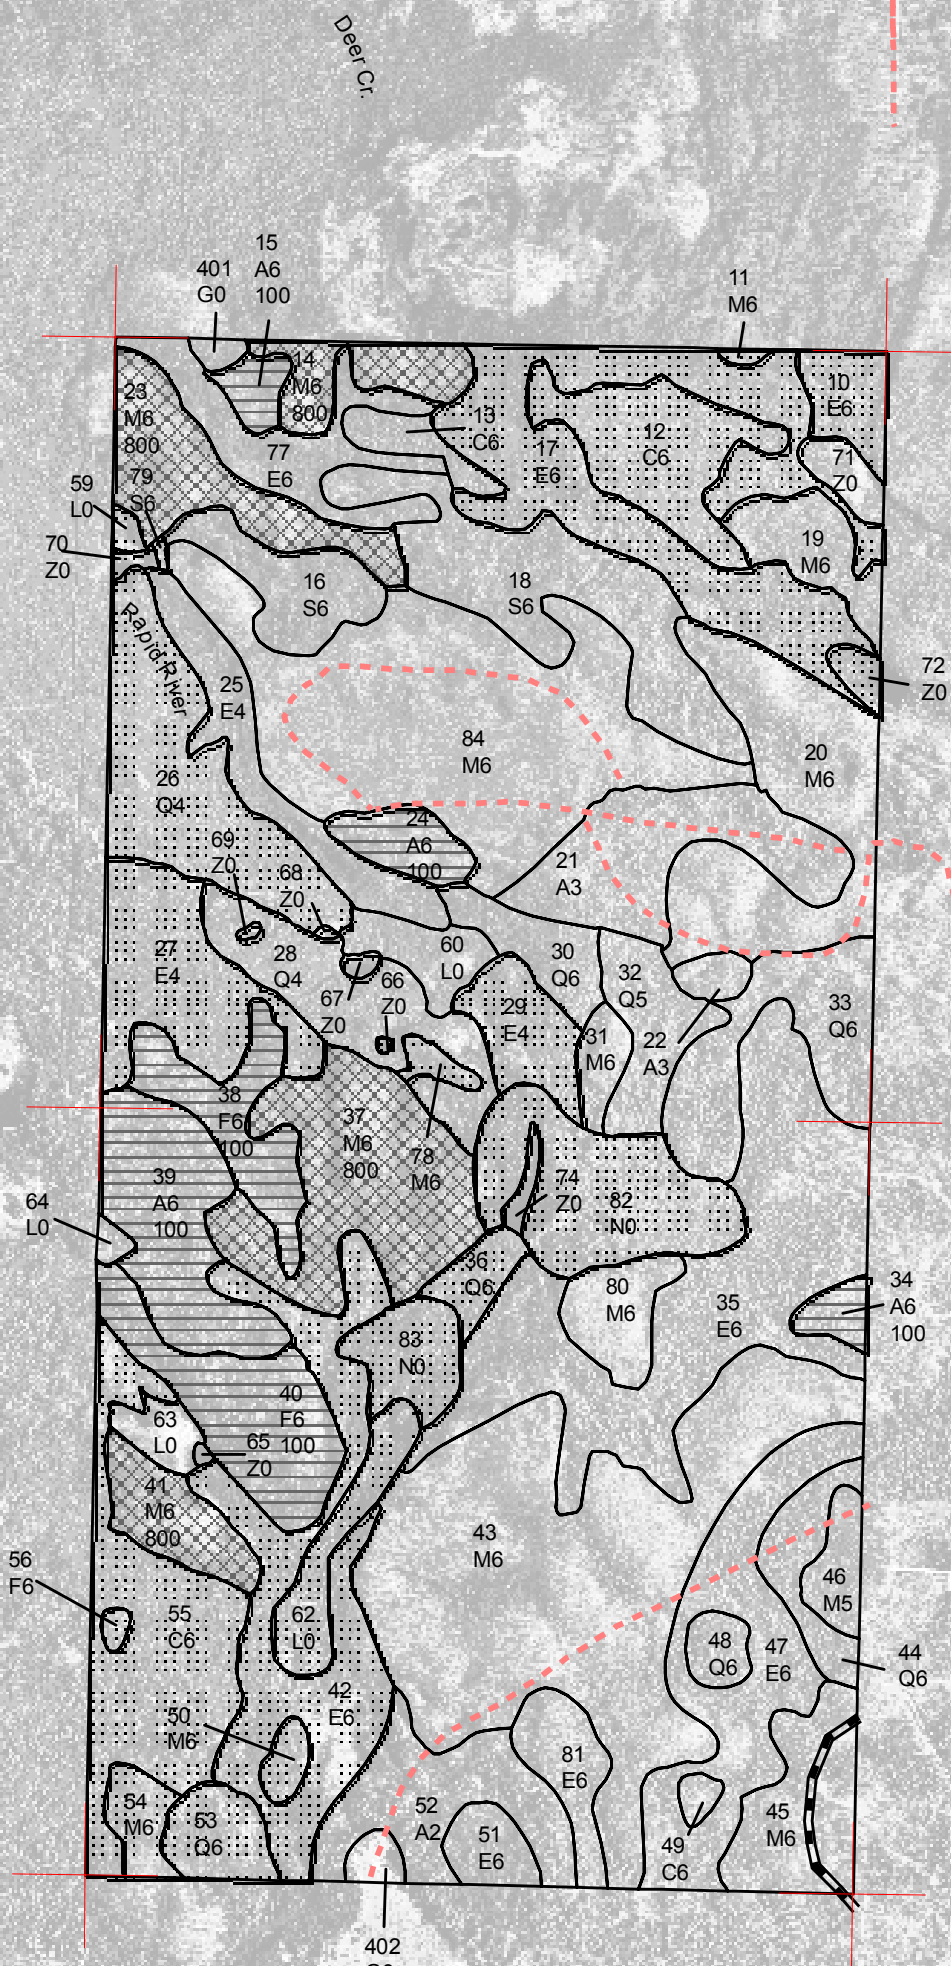 Deer Cr.
15
A6
100
401
G0
11
M6
14
M6
800
10
E6
23
M6
800
13
C6
12
C6
17
E6
77
E6
71
Z0
79
S6
59
L0
70
Z0
19
M6
16
S6
18
S6
Rapid River
72
Z0
25
E4
84
M6
20
M6
26
Q4
24
A6
100
69
Z0
68
Z0
21
A3
27
E4
28
Q4
60
L0
30
Q6
32
Q5
66
Z0
67
Z0
29
E4
31
M6
22
A3
33
Q6
38
F6
100
37
M6
800
78
M6
39
A6
100
74
Z0
82
N0
64
L0
36
Q6
80
M6
35
E6
34
A6
100
83
N0
40
F6
100
63
L0
65
Z0
41
M6
800
43
M6
56
F6
46
M5
55
C6
62
L0
48
Q6
47
E6
44
Q6
42
E6
50
M6
81
E6
54
M6
53
Q6
52
A2
51
E6
49
C6
45
M6
402